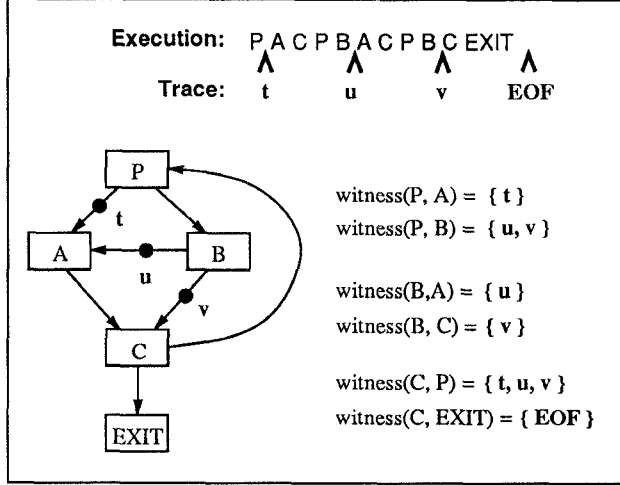 Execution: P A C P B A C P B C EXIT
Trace: t u v EOF
P
t
A
B
u
v
C
EXIT
witness(P, A) = { t }
witness(P, B) = { u, v }
witness(B,A) = { u }
witness(B, C) = { v }
witness(C, P) = { t, u, v }
witness(C, EXIT) = { EOF }